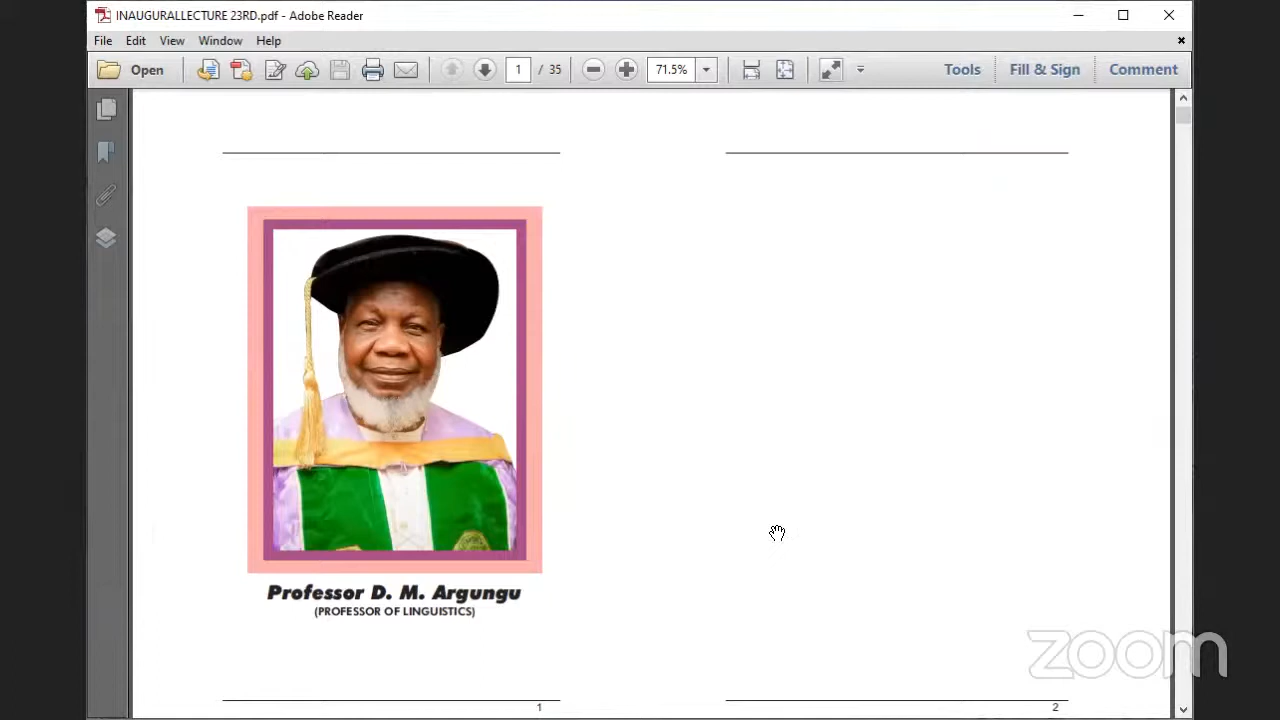 INAUGURALLECTURE 23RD.pdf - Adobe Reader
File Edit View Window Help
Open 1 / 35 71.5% Tools Fill & Sign Comment
Professor D. M. Argungu
(PROFESSOR OF LINGUISTICS)
zoom
1 2